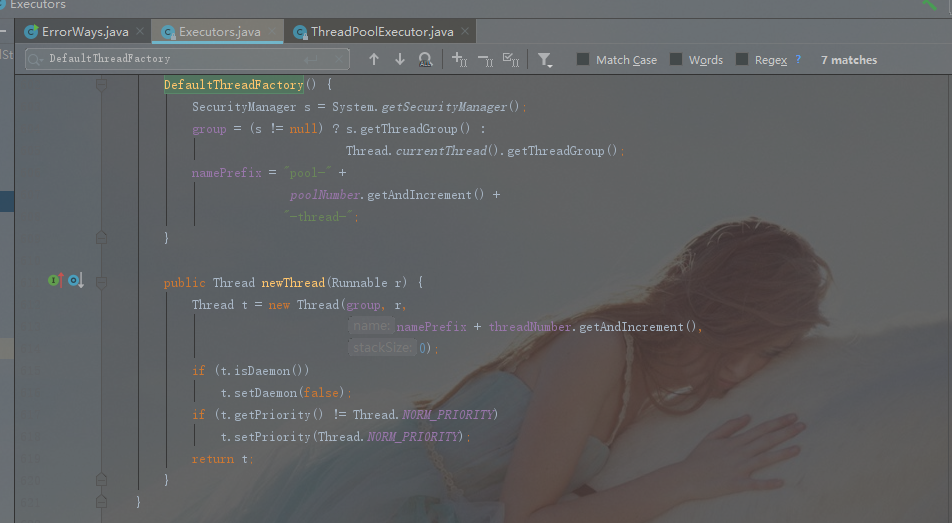 Executors
ErrorWays.java × Executors.java × ThreadPoolExecutor.java ×
DefaultThreadFactory Match Case Words Regex ? 7 matches
DefaultThreadFactory() {
SecurityManager s = System.getSecurityManager();
group = (s != null) ? s.getThreadGroup() :
Thread.currentThread().getThreadGroup();
namePrefix = "pool-" +
poolNumber.getAndIncrement() +
"-thread-";
}
public Thread newThread(Runnable r) {
Thread t = new Thread(group, r,
name: namePrefix + threadNumber.getAndIncrement(),
stackSize: 0);
if (t.isDaemon())
t.setDaemon(false);
if (t.getPriority() != Thread.NORM_PRIORITY)
t.setPriority(Thread.NORM_PRIORITY);
return t;
}
}